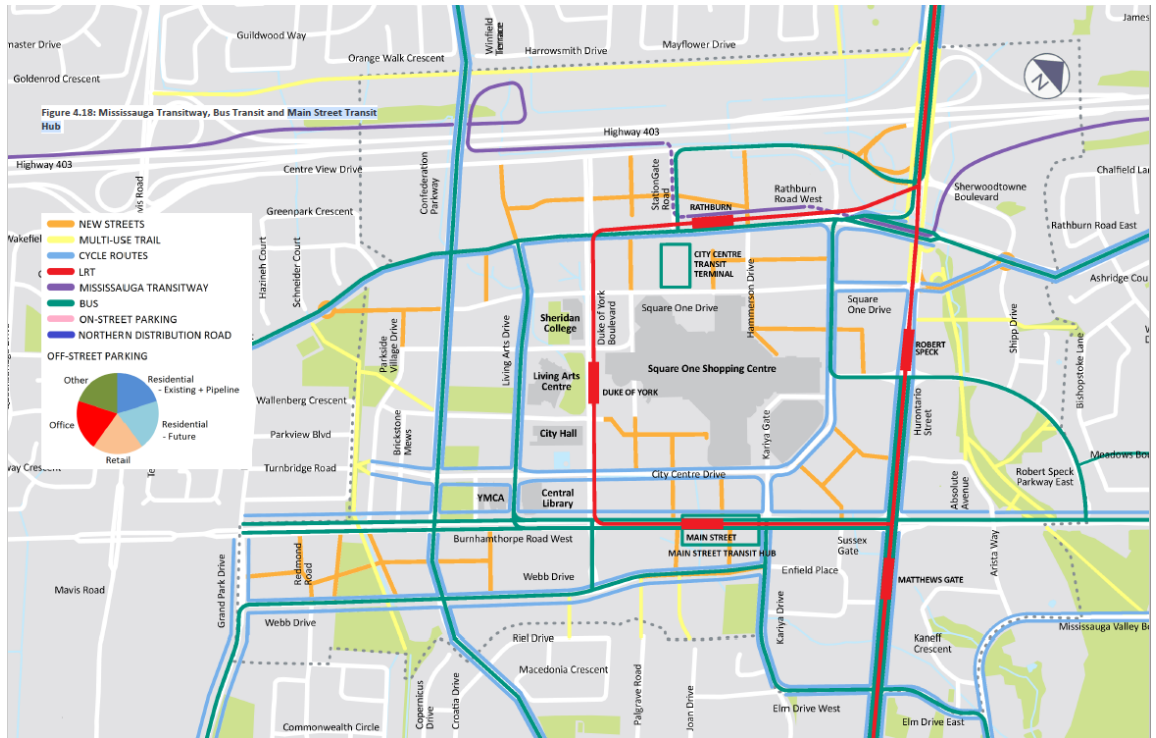 Guildwood Way
Winfield
Terrace
Harrowsmith Drive
Mayflower Drive
James
master Drive
Orange Walk Crescent
Goldenrod Crescent
N
Figure 4.18: Mississauga Transitway, Bus Transit and Main Street Transit
Hub
Highway 403
Highway 403
Centre View Drive
Confederation
Parkway
StationGate
Road
Rathburn
Road West
Sherwoodtowne
Boulevard
Chalfield La
vis Road
Greenpark Crescent
RATHBURN
Rathburn Road East
Wakefiel
Hazineh Court
Schneider Court
CITY CENTRE
TRANSIT
TERMINAL
Hammerson Drive
Ashridge Cou
NEW STREETS
MULTI-USE TRAIL
CYCLE ROUTES
LRT
MISSISSAUGA TRANSITWAY
BUS
ON-STREET PARKING
NORTHERN DISTRIBUTION ROAD
OFF-STREET PARKING
Other
Residential
- Existing + Pipeline
Office
Residential
- Future
Retail
Parkside
Village Drive
Living Arts Drive
Sheridan
College
Duke of York
Boulevard
Square One Drive
Square
One Drive
Shipp Drive
Bishopstoke Lane
ROBERT
SPECK
Living Arts
Centre
Square One Shopping Centre
DUKE OF YORK
Wallenberg Crescent
Brickstone
Mews
Kariya Gate
Hurontario
Street
Parkview Blvd
City Hall
way Crescent
Turnbridge Road
City Centre Drive
Absolute
Avenue
Robert Speck
Parkway East
Meadows Bou
Te
YMCA
Central
Library
Burnhamthorpe Road West
MAIN STREET
MAIN STREET TRANSIT HUB
Sussex
Gate
Arista Way
Redmond
Road
Webb Drive
Enfield Place
MATTHEWS GATE
Mavis Road
Grand Park Drive
Webb Drive
Kariya Drive
Mississauga Valley Bo
Riel Drive
Kaneff
Crescent
Macedonia Crescent
Copernicus
Drive
Croatia Drive
Palgrave Road
Joan Drive
Elm Drive West
Elm Drive East
Commonwealth Circle